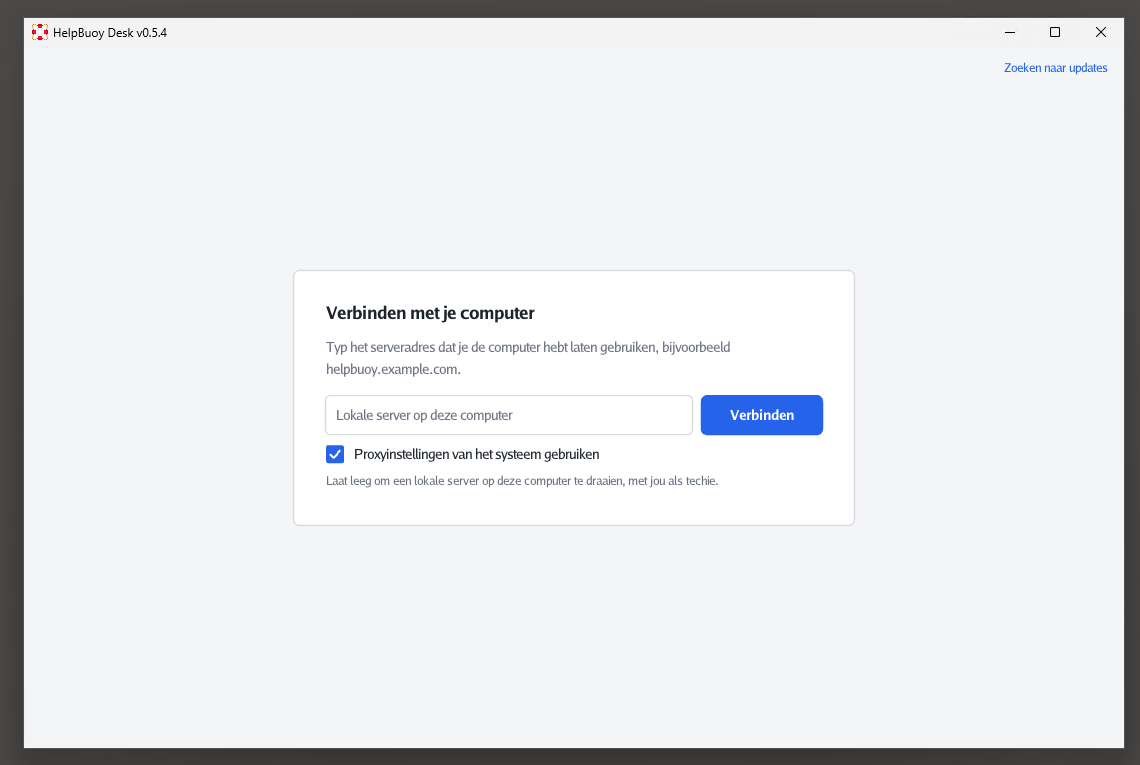 HelpBuoy Desk v0.5.4
Zoeken naar updates
Verbinden met je computer
Typ het serveradres dat je de computer hebt laten gebruiken, bijvoorbeeld
helpbuoy.example.com.
Lokale server op deze computer
Verbinden
Proxyinstellingen van het systeem gebruiken
Laat leeg om een lokale server op deze computer te draaien, met jou als techie.